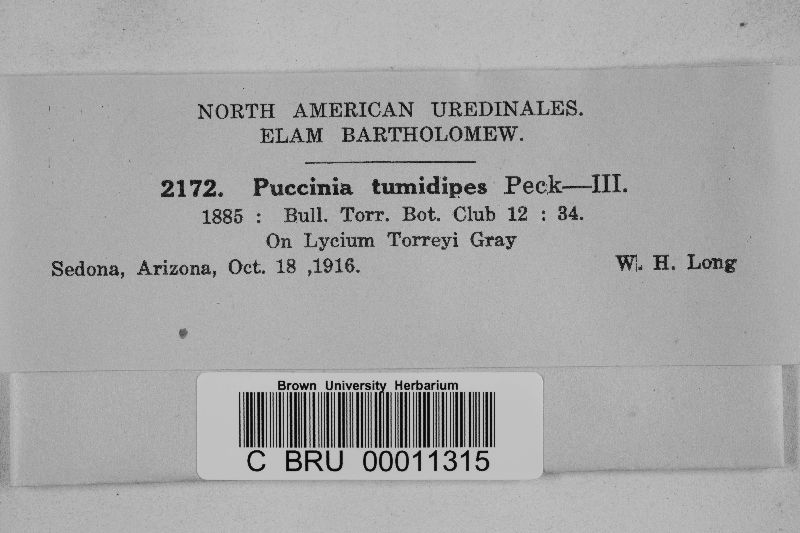 NORTH AMERICAN UREDINALES.
ELAM BARTHOLOMEW.
2172. Puccinia tumidipes Peck—III.
1885 : Bull. Torr. Bot. Club 12 : 34.
On Lycium Torreyi Gray
Sedona, Arizona, Oct. 18 ,1916. W. H. Long
Brown University Herbarium
C BRU 00011315